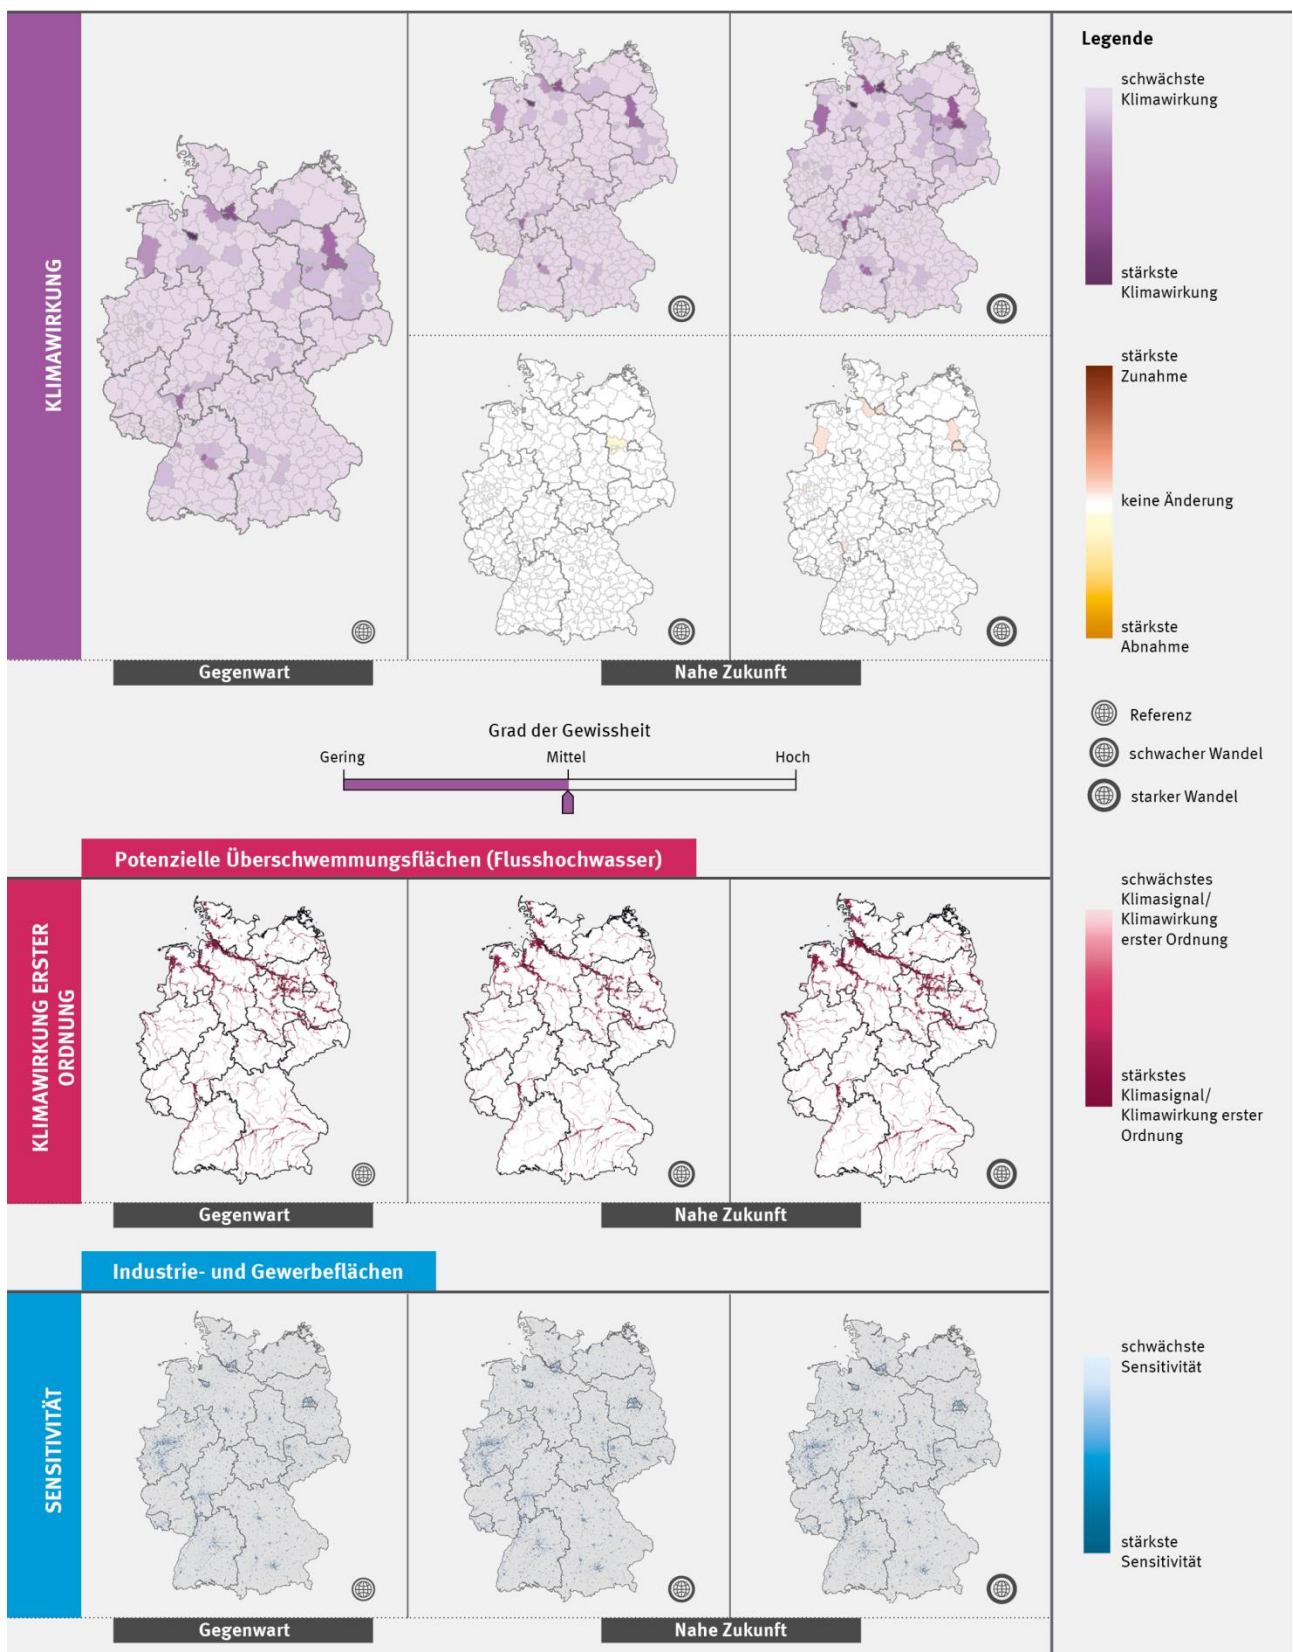 KLIMAWIRKUNG
Gegenwart
Nahe Zukunft
Grad der Gewissheit
Gering
Mittel
Hoch
Potenzielle Überschwemmungsflächen (Flusshochwasser)
KLIMAWIRKUNG ERSTER
ORDNUNG
Gegenwart
Nahe Zukunft
Industrie- und Gewerbeflächen
SENSITIVITÄT
Gegenwart
Nahe Zukunft
Legende
schwächste
Klimawirkung
stärkste
Klimawirkung
stärkste
Zunahme
keine Änderung
stärkste
Abnahme
Referenz
schwacher Wandel
starker Wandel
schwächstes
Klimasignal/
Klimawirkung
erster Ordnung
stärkstes
Klimasignal/
Klimawirkung erster
Ordnung
schwächste
Sensitivität
stärkste
Sensitivität